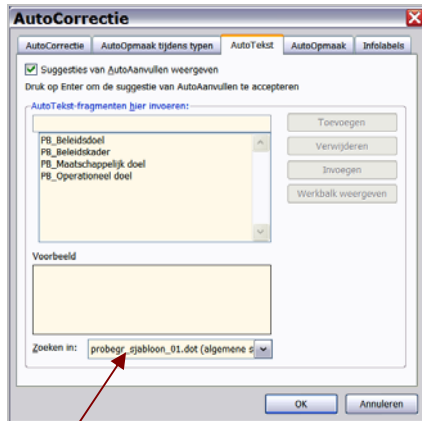 AutoCorrectie
AutoCorrectie AutoOpmaak tijdens typen AutoTekst AutoOpmaak Infolabels
Suggesties van AutoAanvullen weergeven
Druk op Enter om de suggestie van AutoAanvullen te accepteren
AutoTekst-fragmenten hier invoeren:
Toevoegen
PB_Beleidsdoel
PB_Beleidskader
PB_Maatschappelijk doel
PB_Operationeel doel
Verwijderen
Invoegen
Werkbalk weergeven
Voorbeeld
Zoeken in: probegr_sjabloon_01.dot (algemene s
OK Annuleren